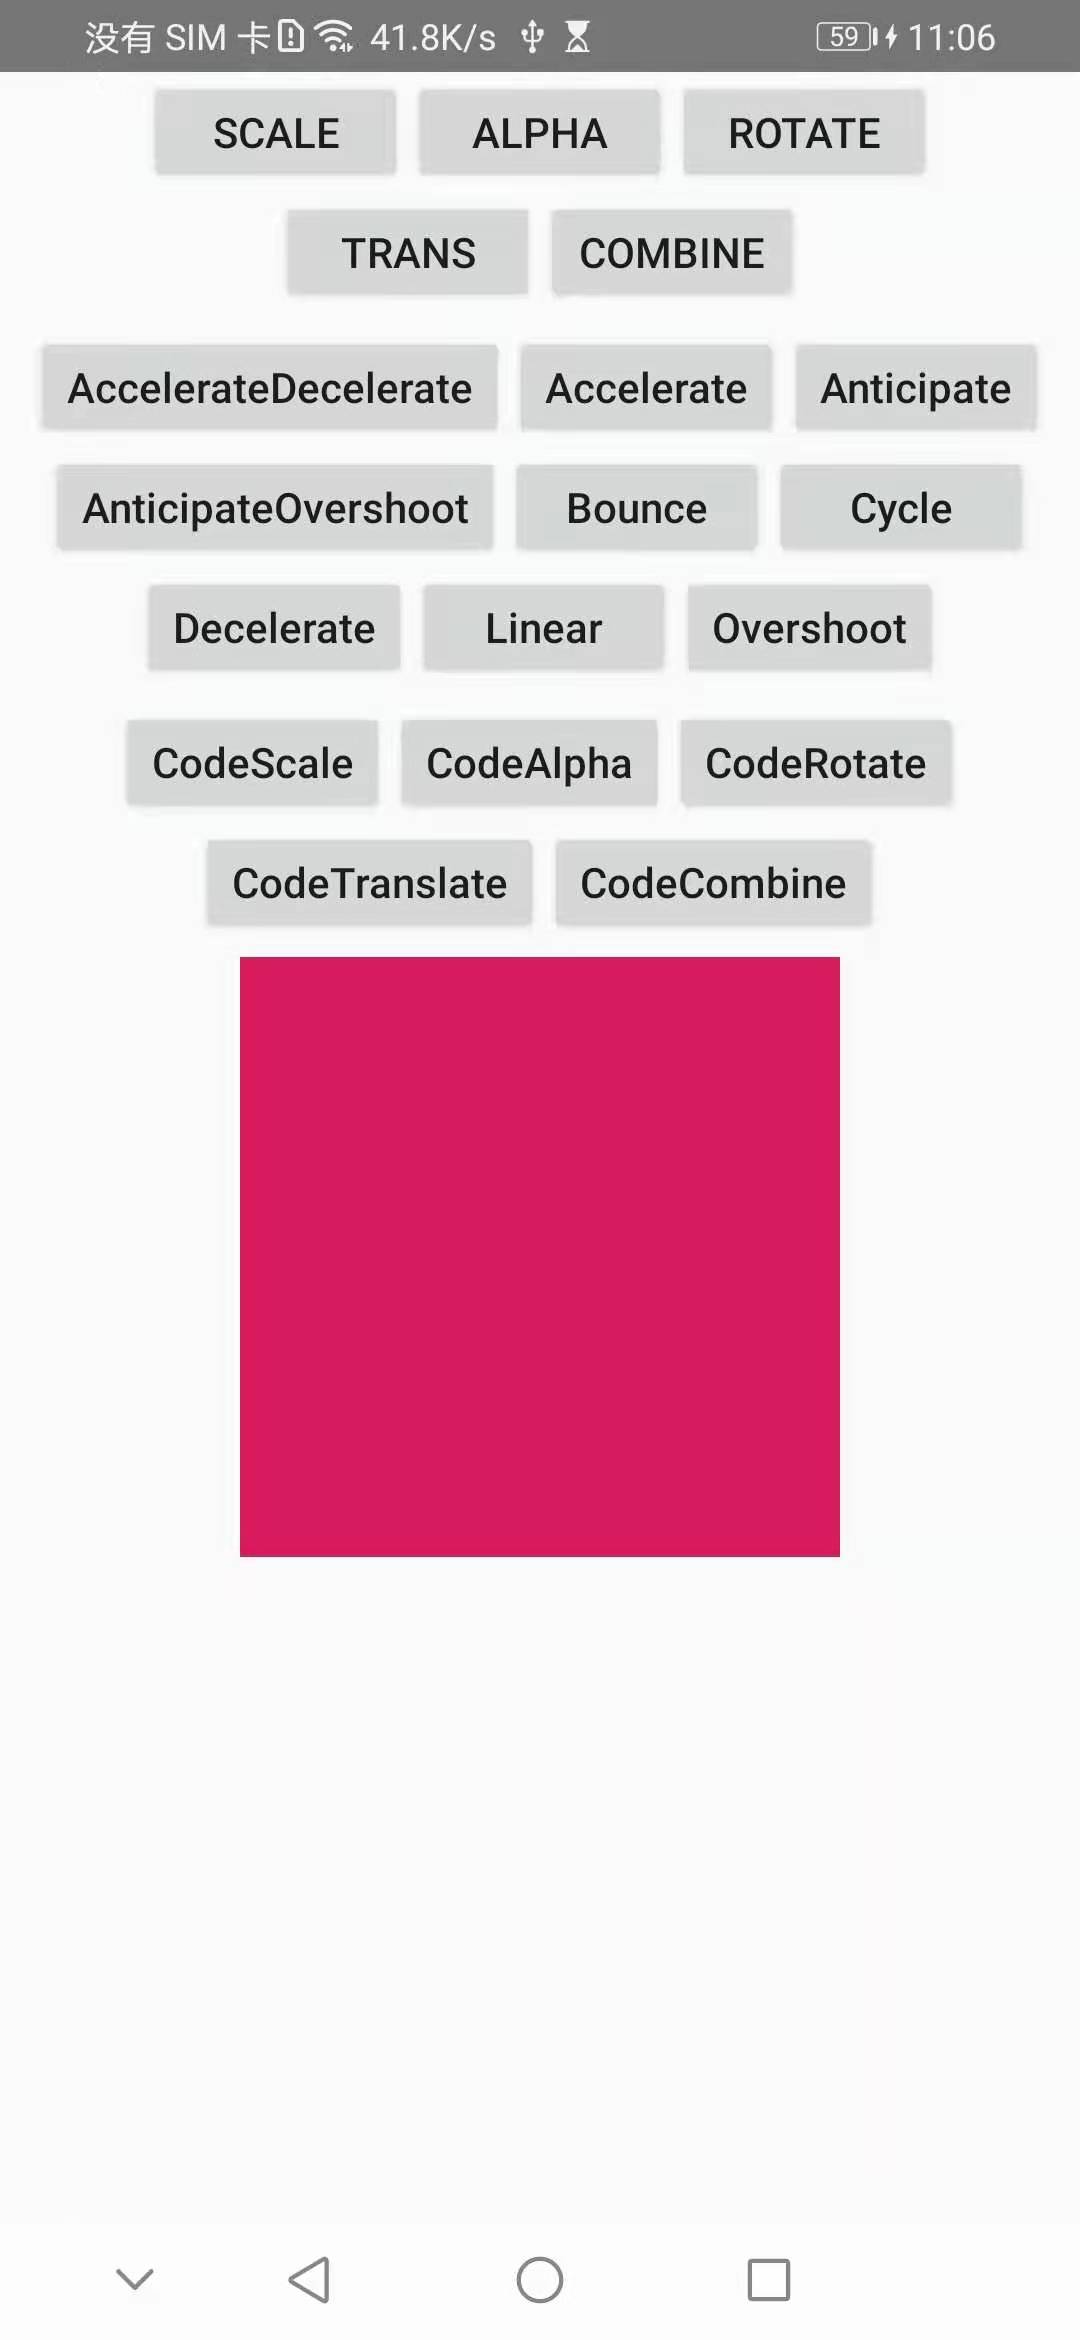 没有 SIM 卡 41.8K/s 59 11:06
SCALE ALPHA ROTATE
TRANS COMBINE
AccelerateDecelerate Accelerate Anticipate
AnticipateOvershoot Bounce Cycle
Decelerate Linear Overshoot
CodeScale CodeAlpha CodeRotate
CodeTranslate CodeCombine